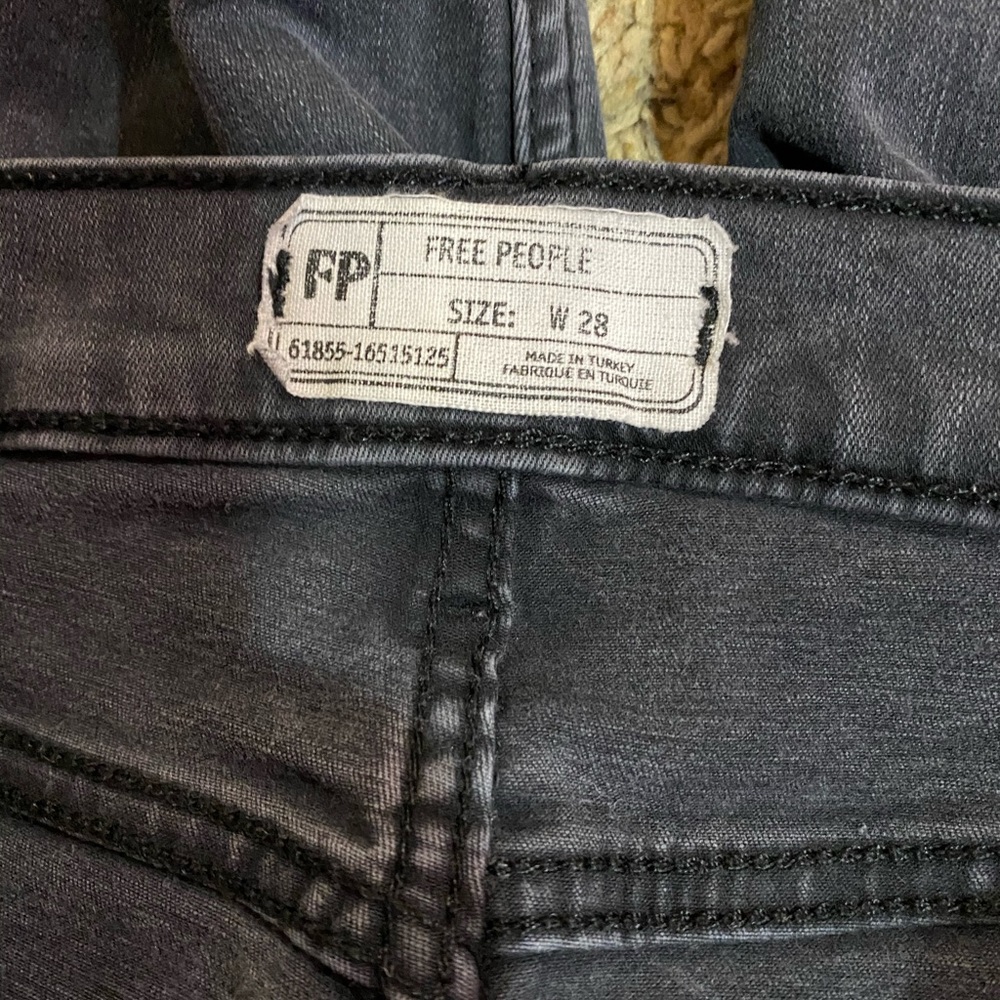 FP
FREE PEOPLE
SIZE: W 28
61855-16515125
MADE IN TURKEY
FABRIQUE EN TURQUIE